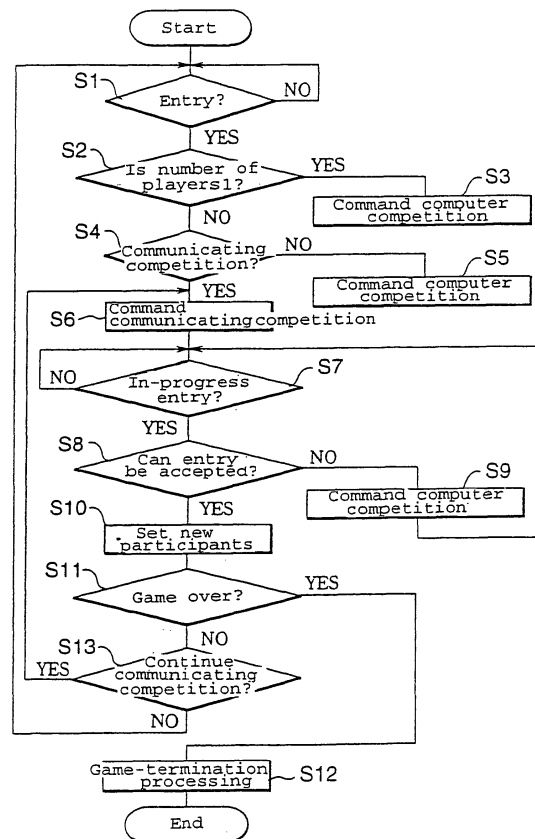 Start
S1
Entry?
NO
YES
S2
Is number of
players1?
YES
S3
Command computer
competition
NO
S4
Communicating
competition?
NO
S5
Command computer
competition
YES
S6
Command
communicating competition
S7
NO
In-progress
entry?
YES
S8
Can entry
be accepted?
NO
S9
Command computer
competition
YES
S10
Set new
participants
S11
Game over?
YES
NO
S13
Continue
communicating
competition?
YES
NO
Game-termination
processing
S12
End